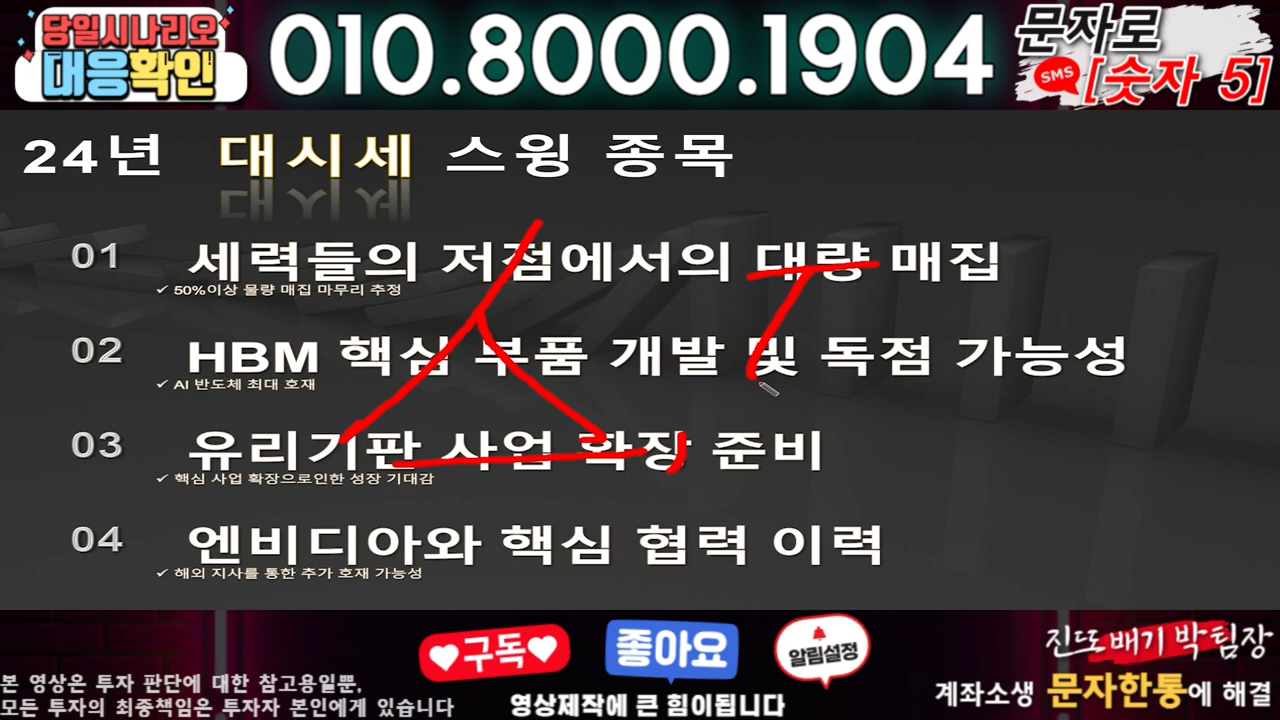 당일시나리오
대응확인
010.8000.1904
문자로
SMS [숫자 5]
24년 대시세 스윙 종목
01 세력들의 저점에서의 대량 매집
✓ 50%이상 물량 매집 마무리 추정
02 HBM 핵심 부품 개발 및 독점 가능성
✓ AI 반도체 최대 호재
03 유리기판 사업 확장 준비
✓ 핵심 사업 확장으로인한 성장 기대감
04 엔비디아와 핵심 협력 이력
✓ 해외 지사를 통한 추가 호재 가능성
구독
좋아요
알림설정
영상제작에 큰 힘이됩니다
본 영상은 투자 판단에 대한 참고용일뿐,
모든 투자의 최종책임은 투자자 본인에게 있습니다
진또배기 박팀장
계좌소생 문자한통에 해결